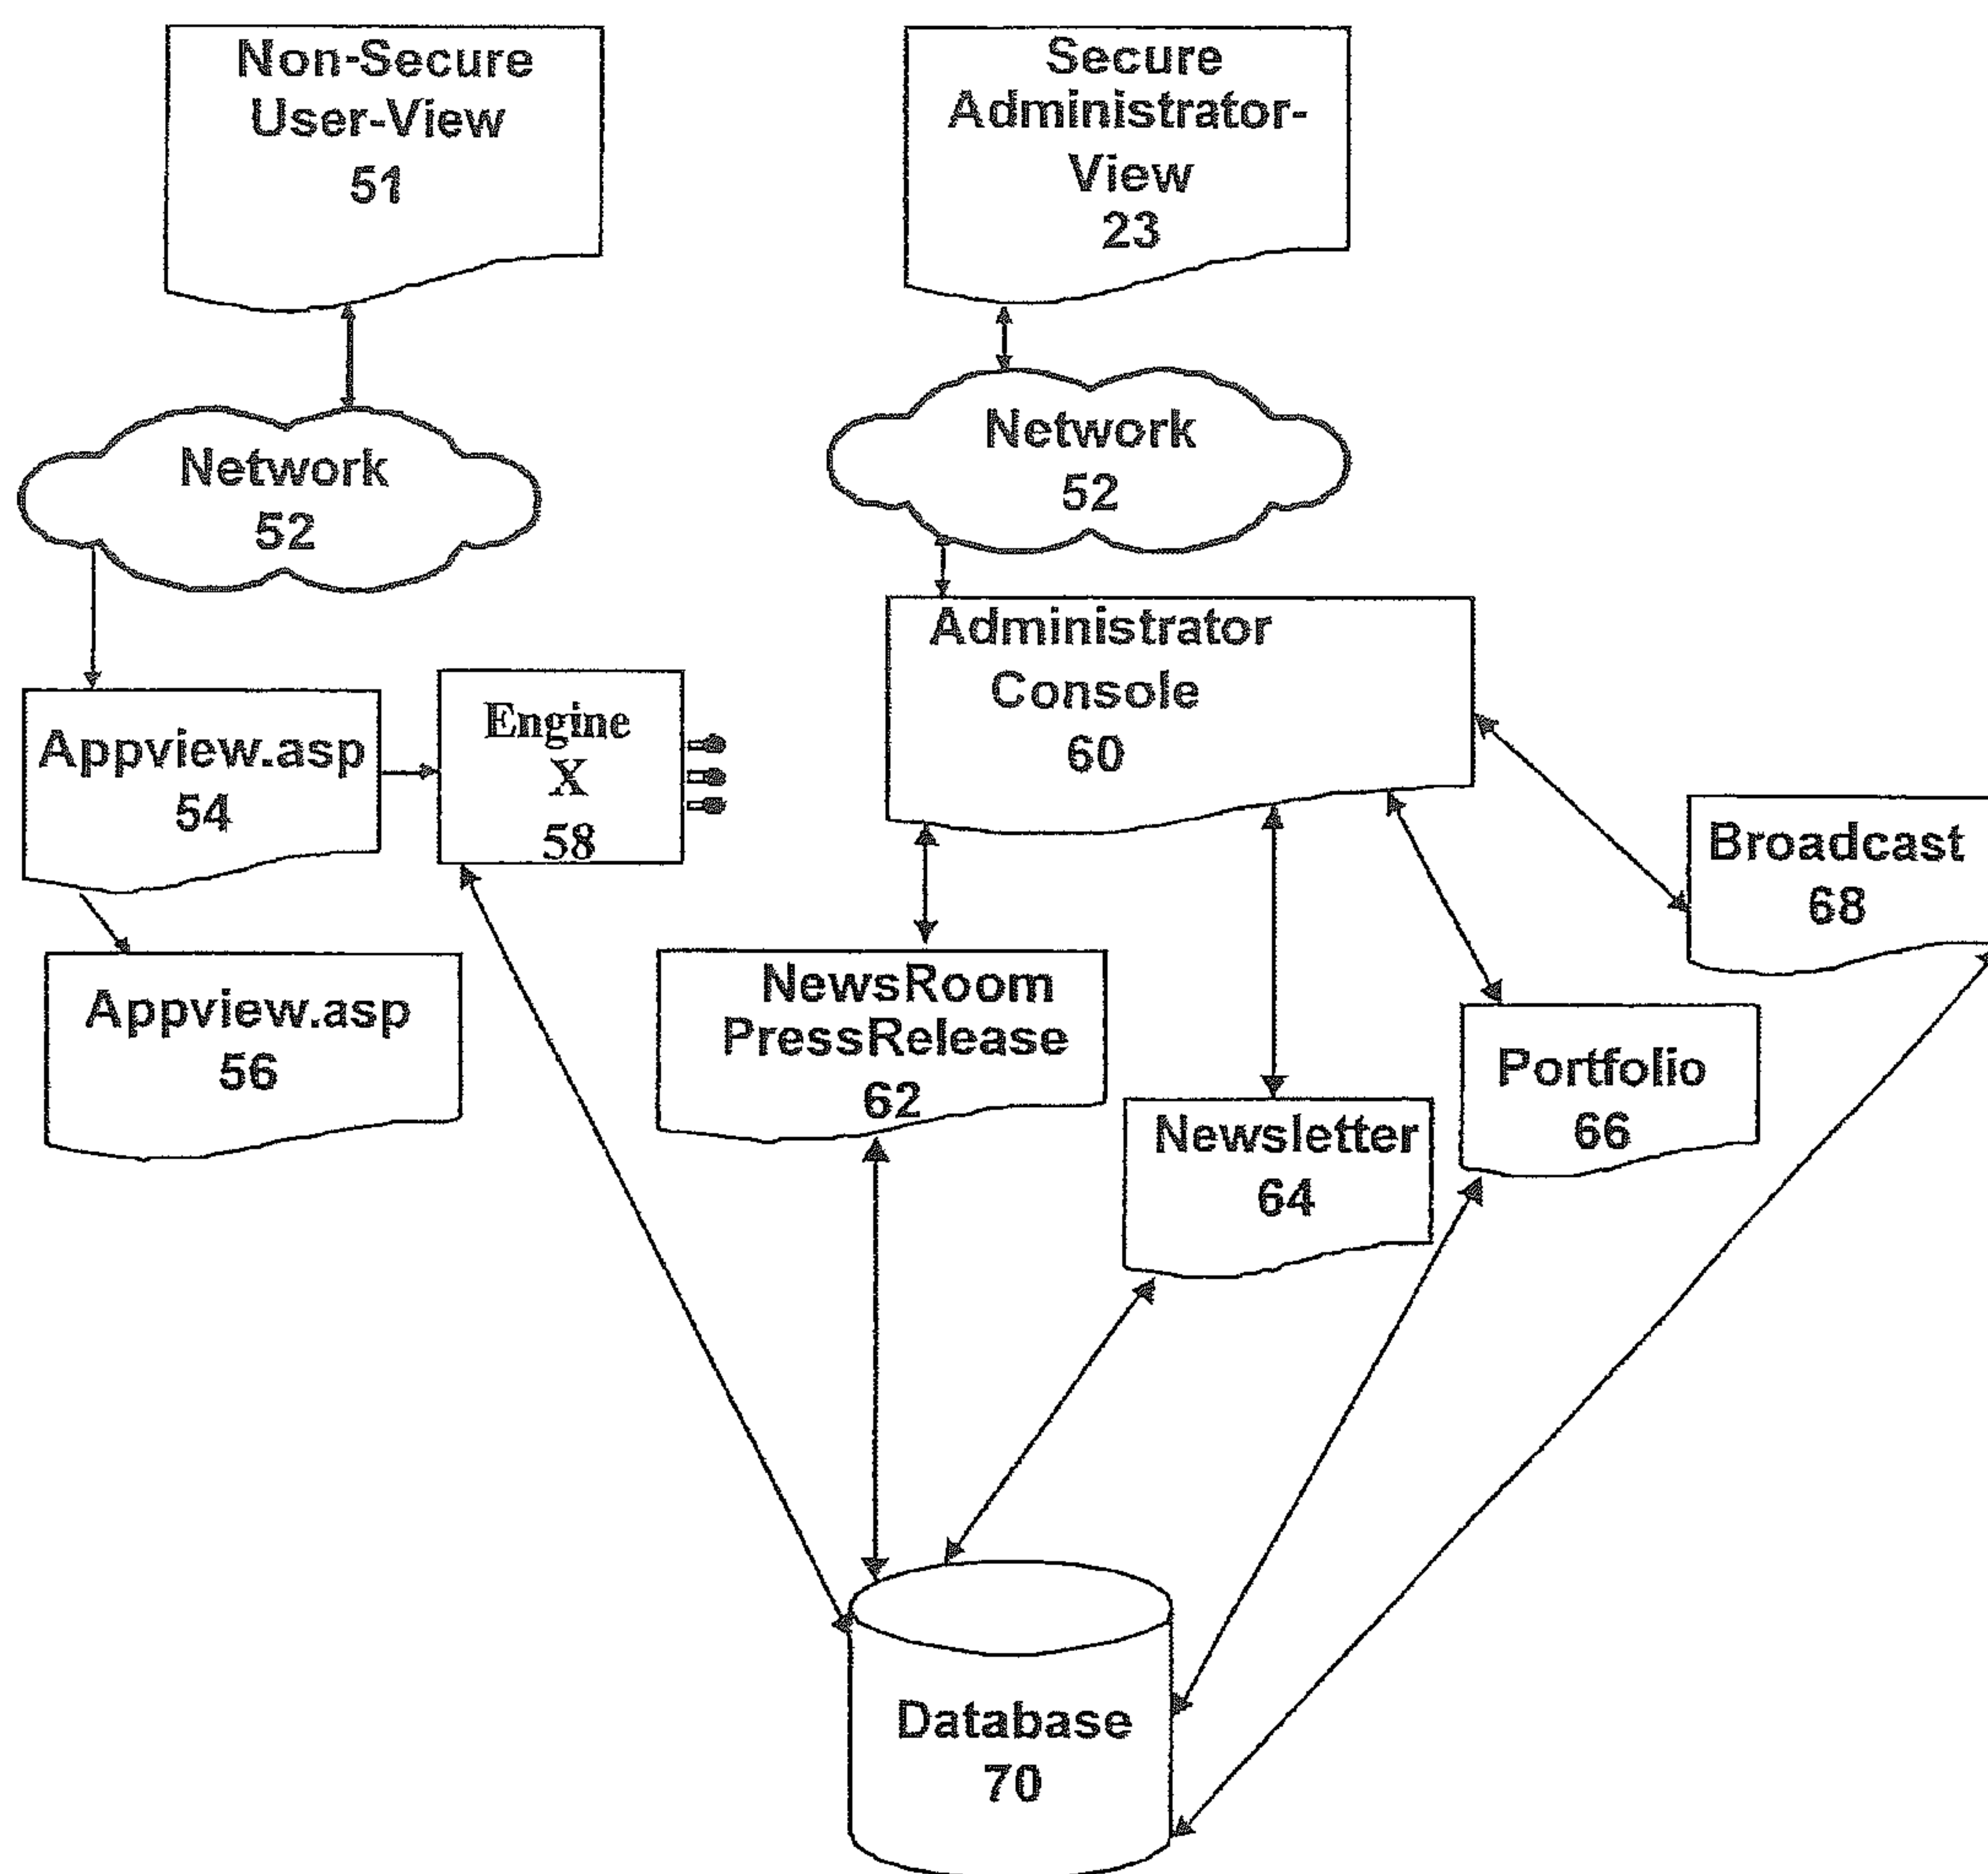 Non-Secure
User-View
51
Secure
Administrator-
View
23
Network
52
Network
52
Administrator
Console
60
Appview.asp
54
Engine
X
58
Broadcast
68
Appview.asp
56
NewsRoom
PressRelease
62
Portfolio
66
Newsletter
64
Database
70